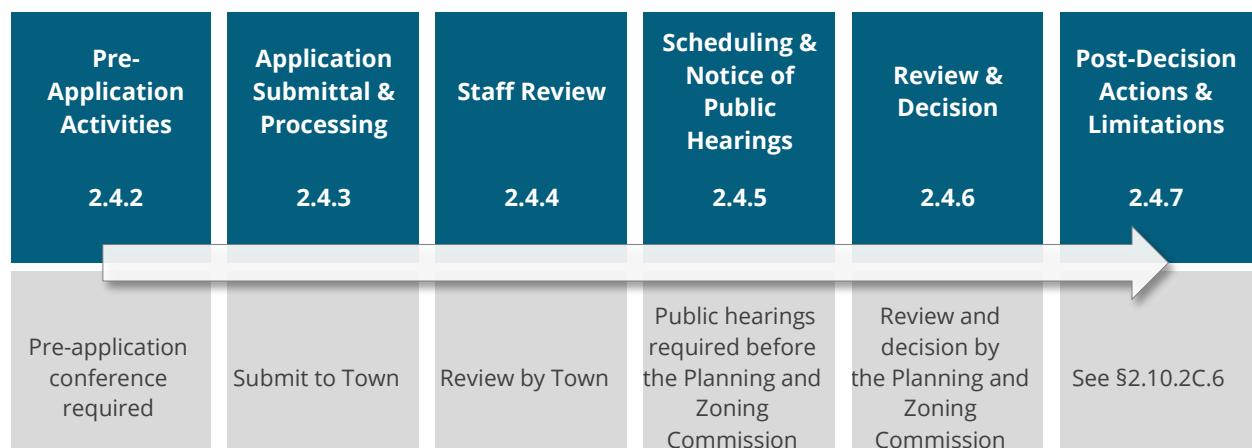 Pre-
Application
Activities
2.4.2
Application
Submittal &
Processing
2.4.3
Staff Review
2.4.4
Scheduling &
Notice of
Public
Hearings
2.4.5
Review &
Decision
2.4.6
Post-Decision
Actions &
Limitations
2.4.7
Pre-application
conference
required
Submit to Town
Review by Town
Public hearings
required before
the Planning and
Zoning
Commission
Review and
decision by
the Planning and
Zoning
Commission
See §2.10.2C.6